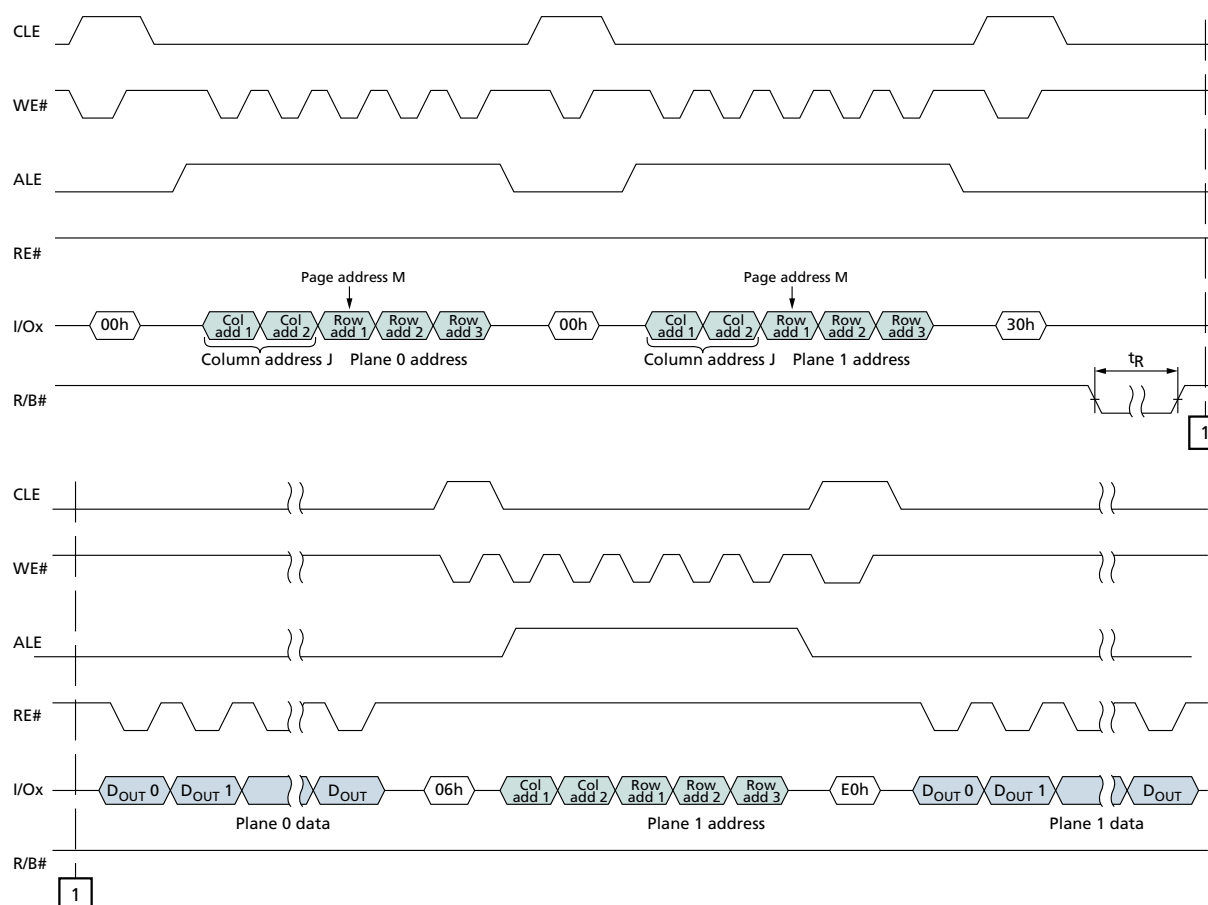 CLE
WE#
ALE
RE#
Page address M
Page address M
I/Ox
00h
Col add 1
Col add 2
Row add 1
Row add 2
Row add 3
00h
Col add 1
Col add 2
Row add 1
Row add 2
Row add 3
30h
Column address J
Plane 0 address
Column address J
Plane 1 address
tR
R/B#
1
CLE
WE#
ALE
RE#
I/Ox
DOUT 0
DOUT 1
DOUT
06h
Col add 1
Col add 2
Row add 1
Row add 2
Row add 3
E0h
DOUT 0
DOUT 1
DOUT
Plane 0 data
Plane 1 address
Plane 1 data
R/B#
1